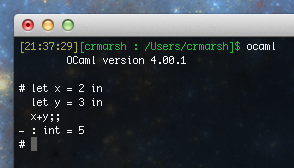 [21:37:29][crmarsh : /Users/crmarsh]$ ocaml
        OCaml version 4.00.1
# let x = 2 in
  let y = 3 in
  x+y;;
- : int = 5
#